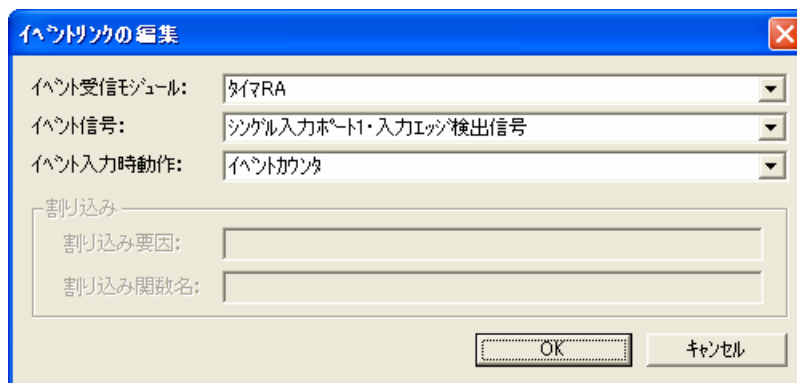 イベントリンクの編集
イベント受信モジュール: タイマRA
イベント信号: シングル入力ポート1・入力エッジ検出信号
イベント入力時動作: イベントカウンタ
割り込み
割り込み要因:
割り込み関数名:
OK キャンセル